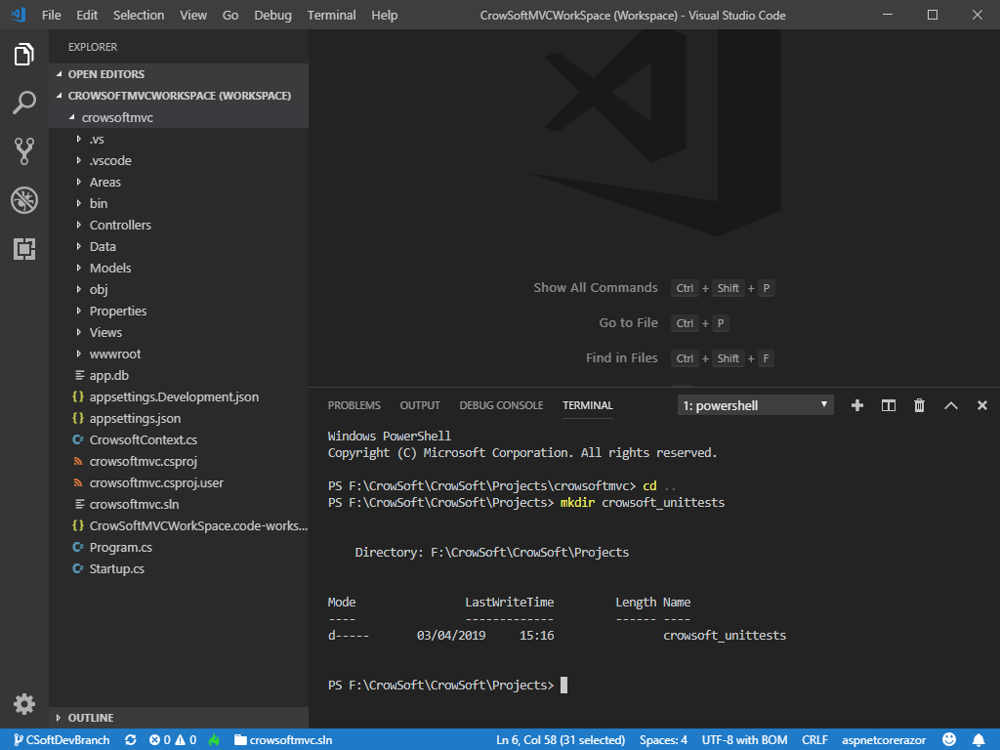 File Edit Selection View Go Debug Terminal Help CrowSoftMVCWorkSpace (Workspace) - Visual Studio Code
EXPLORER
OPEN EDITORS
CROWSOFTMVCWORKSPACE (WORKSPACE)
crowsoftmvc
.vs
.vscode
Areas
bin
Controllers
Data
Models
obj
Properties
Views
wwwroot
app.db
{} appsettings.Development.json
{} appsettings.json
C# CrowsoftContext.cs
crowsoftmvc.csproj
crowsoftmvc.csproj.user
crowsoftmvc.sln
{} CrowSoftMVCWorkSpace.code-works...
C# Program.cs
C# Startup.cs
OUTLINE
Show All Commands Ctrl + Shift + P
Go to File Ctrl + P
Find in Files Ctrl + Shift + F
PROBLEMS OUTPUT DEBUG CONSOLE TERMINAL 1: powershell
Windows PowerShell
Copyright (C) Microsoft Corporation. All rights reserved.
PS F:\CrowSoft\CrowSoft\Projects\crowsoftmvc> cd ..
PS F:\CrowSoft\CrowSoft\Projects> mkdir crowsoft_unittests
Directory: F:\CrowSoft\CrowSoft\Projects
Mode LastWriteTime Length Name
---- ------------- ------ ----
d----- 03/04/2019 15:16 crowsoft_unittests
PS F:\CrowSoft\CrowSoft\Projects>
CSoftDevBranch 0 0 crowsoftmvc.sln Ln 6, Col 58 (31 selected) Spaces: 4 UTF-8 with BOM CRLF aspnetcorerazor